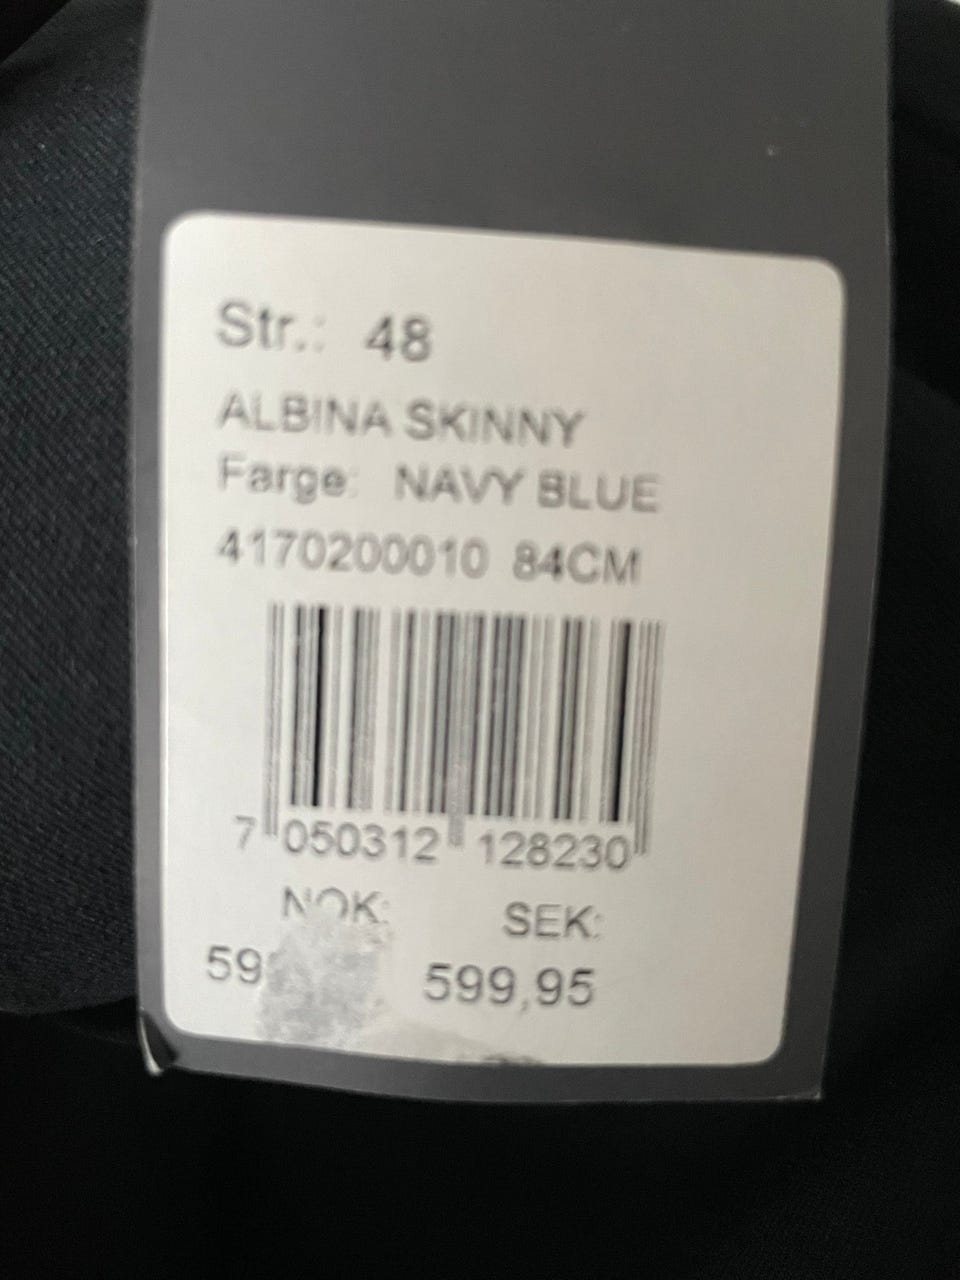 Str.: 48
ALBINA SKINNY
Farge: NAVY BLUE
4170200010 84CM
7 050312 128230
NOK: SEK:
599,95